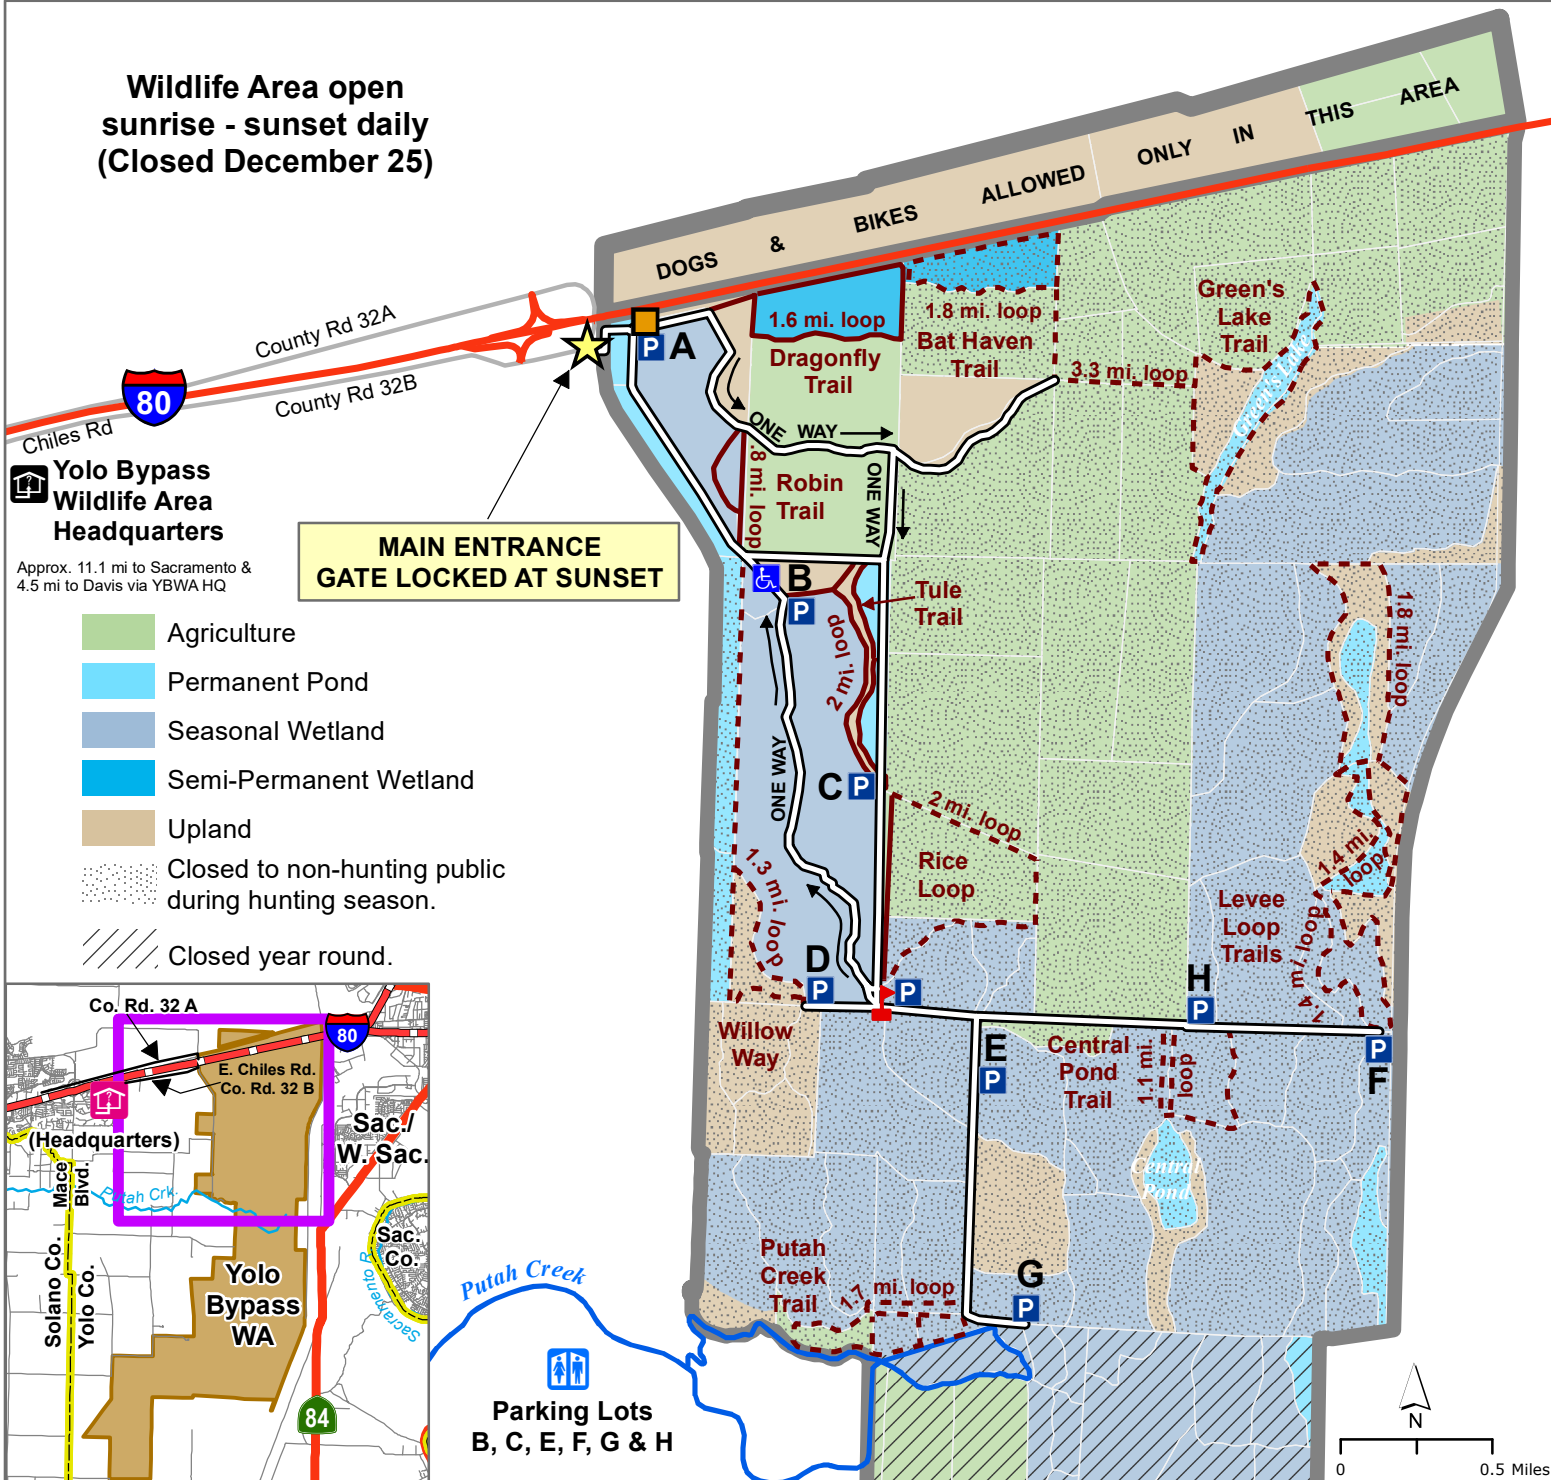 Wildlife Area open
sunrise - sunset daily
(Closed December 25)
DOGS & BIKES ALLOWED ONLY IN THIS AREA
County Rd 32A
County Rd 32B
80
Chiles Rd
Yolo Bypass
Wildlife Area
Headquarters
Approx. 11.1 mi to Sacramento &
4.5 mi to Davis via YBWA HQ
MAIN ENTRANCE
GATE LOCKED AT SUNSET
P A
1.6 mi. loop
Dragonfly
Trail
1.8 mi. loop
Bat Haven
Trail
3.3 mi. loop
Green's
Lake
Trail
Green's Lake
ONE WAY
ONE WAY
.8 mi. loop
Robin
Trail
B
P
Tule
Trail
2 mi. loop
1.8 mi. loop
ONE WAY
C P
2 mi. loop
Rice
Loop
1.3 mi. loop
1.4 mi.
loop
Levee
Loop
Trails
1.4 mi. loop
D
P
P
H
P
Willow
Way
E
P
Central
Pond
Trail
1.1 mi.
loop
P
F
Central
Pond
Putah
Creek
Trail
1.7 mi. loop
G
P
Putah Creek
Agriculture
Permanent Pond
Seasonal Wetland
Semi-Permanent Wetland
Upland
Closed to non-hunting public
during hunting season.
Closed year round.
Co. Rd. 32 A
80
E. Chiles Rd.
Co. Rd. 32 B
(Headquarters)
Sac./
W. Sac.
Mace
Blvd.
Putah Crk.
Solano Co.
Yolo Co.
Yolo
Bypass
WA
Sac.
Co.
Sacramento R
84
Parking Lots
B, C, E, F, G & H
N
0 0.5 Miles